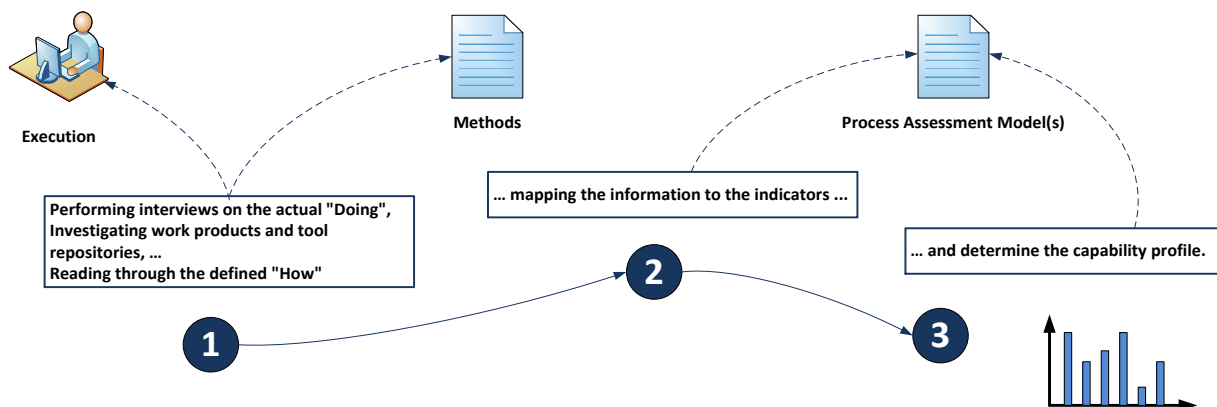 Execution
Methods
Process Assessment Model(s)
Performing interviews on the actual "Doing",
Investigating work products and tool
repositories, …
Reading through the defined "How"
… mapping the information to the indicators ...
… and determine the capability profile.
1
2
3